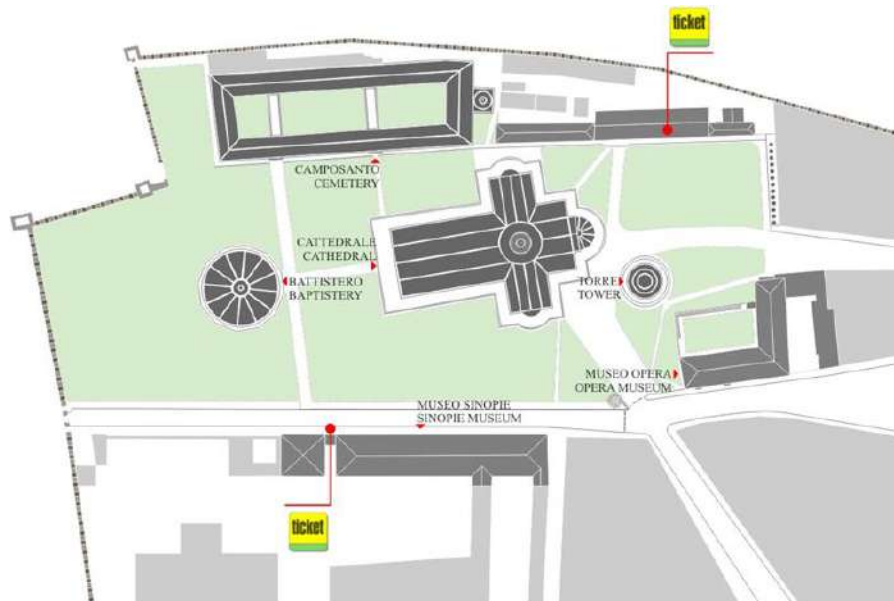 ticket
CAMPOSANTO
CEMETERY
CATTEDRALE
CATHEDRAL
BATTISTERO
BAPTISTERY
TORRE
TOWER
MUSEO OPERA
OPERA MUSEUM
MUSEO SINOPIE
SINOPIE MUSEUM
ticket